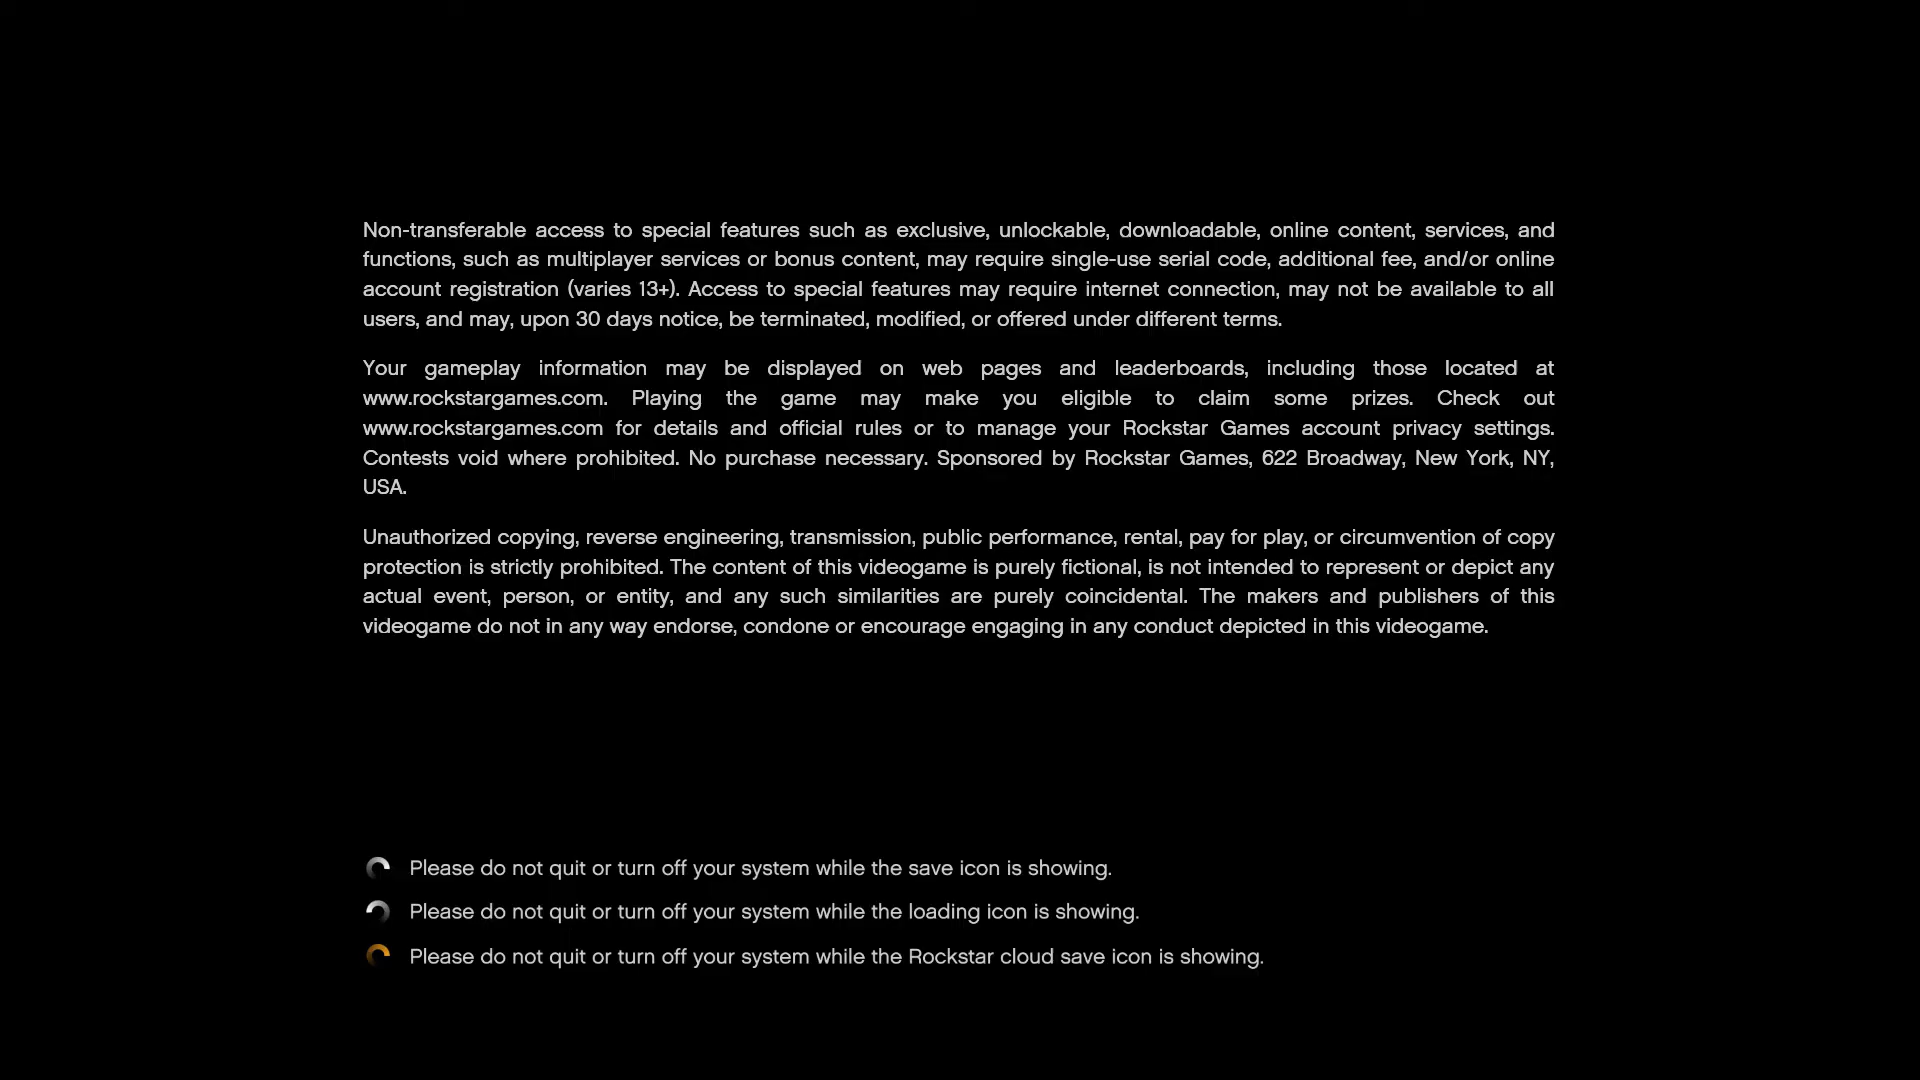 Non-transferable access to special features such as exclusive, unlockable, downloadable, online content, services, and
functions, such as multiplayer services or bonus content, may require single-use serial code, additional fee, and/or online
account registration (varies 13+). Access to special features may require internet connection, may not be available to all
users, and may, upon 30 days notice, be terminated, modified, or offered under different terms.
Your gameplay information may be displayed on web pages and leaderboards, including those located at
www.rockstargames.com. Playing the game may make you eligible to claim some prizes. Check out
www.rockstargames.com for details and official rules or to manage your Rockstar Games account privacy settings.
Contests void where prohibited. No purchase necessary. Sponsored by Rockstar Games, 622 Broadway, New York, NY,
USA.
Unauthorized copying, reverse engineering, transmission, public performance, rental, pay for play, or circumvention of copy
protection is strictly prohibited. The content of this videogame is purely fictional, is not intended to represent or depict any
actual event, person, or entity, and any such similarities are purely coincidental. The makers and publishers of this
videogame do not in any way endorse, condone or encourage engaging in any conduct depicted in this videogame.
Please do not quit or turn off your system while the save icon is showing.
Please do not quit or turn off your system while the loading icon is showing.
Please do not quit or turn off your system while the Rockstar cloud save icon is showing.